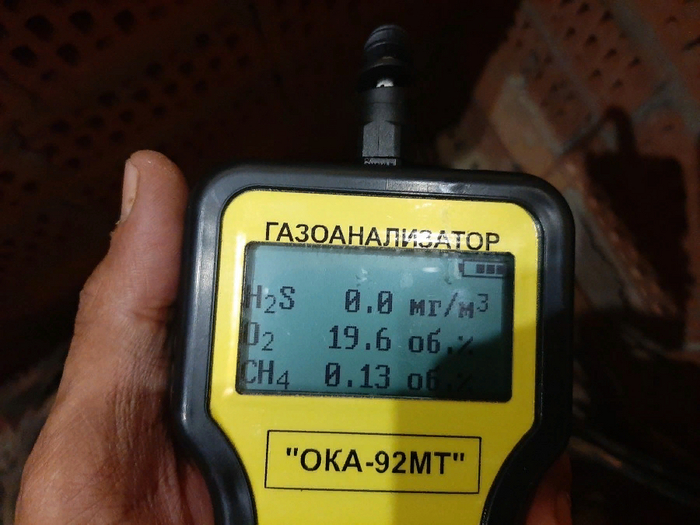 ГАЗОАНАЛИЗАТОР
H₂S 0.0 мг/м³
O₂ 19.6 об.%
CH₄ 0.13 об.%
"ОКА-92МТ"